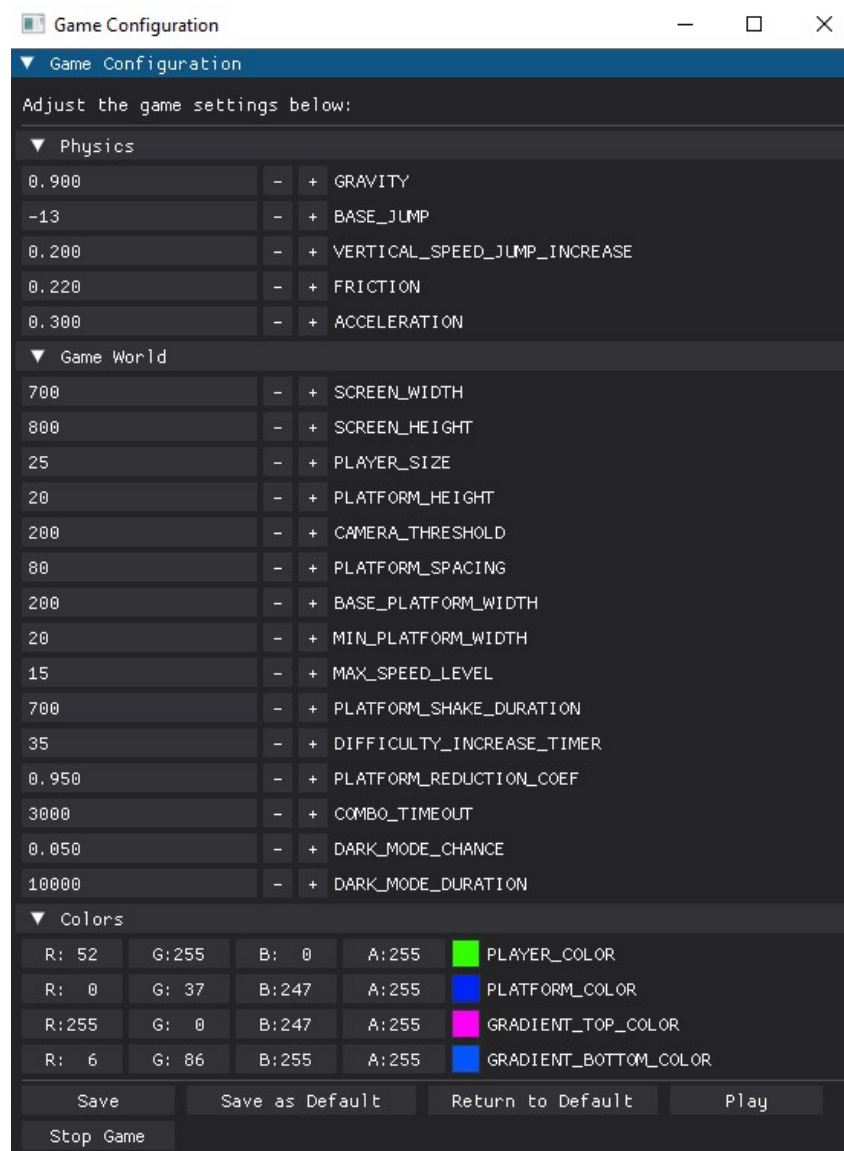 Game Configuration
Game Configuration
Adjust the game settings below:
Physics
0.900 - + GRAVITY
-13 - + BASE_JUMP
0.200 - + VERTICAL_SPEED_JUMP_INCREASE
0.220 - + FRICTION
0.300 - + ACCELERATION
Game World
700 - + SCREEN_WIDTH
800 - + SCREEN_HEIGHT
25 - + PLAYER_SIZE
20 - + PLATFORM_HEIGHT
200 - + CAMERA_THRESHOLD
80 - + PLATFORM_SPACING
200 - + BASE_PLATFORM_WIDTH
20 - + MIN_PLATFORM_WIDTH
15 - + MAX_SPEED_LEVEL
700 - + PLATFORM_SHAKE_DURATION
35 - + DIFFICULTY_INCREASE_TIMER
0.950 - + PLATFORM_REDUCTION_COEF
3000 - + COMBO_TIMEOUT
0.050 - + DARK_MODE_CHANCE
10000 - + DARK_MODE_DURATION
Colors
R: 52 G:255 B: 0 A:255 PLAYER_COLOR
R: 0 G: 37 B:247 A:255 PLATFORM_COLOR
R:255 G: 0 B:247 A:255 GRADIENT_TOP_COLOR
R: 6 G: 86 B:255 A:255 GRADIENT_BOTTOM_COLOR
Save Save as Default Return to Default Play
Stop Game